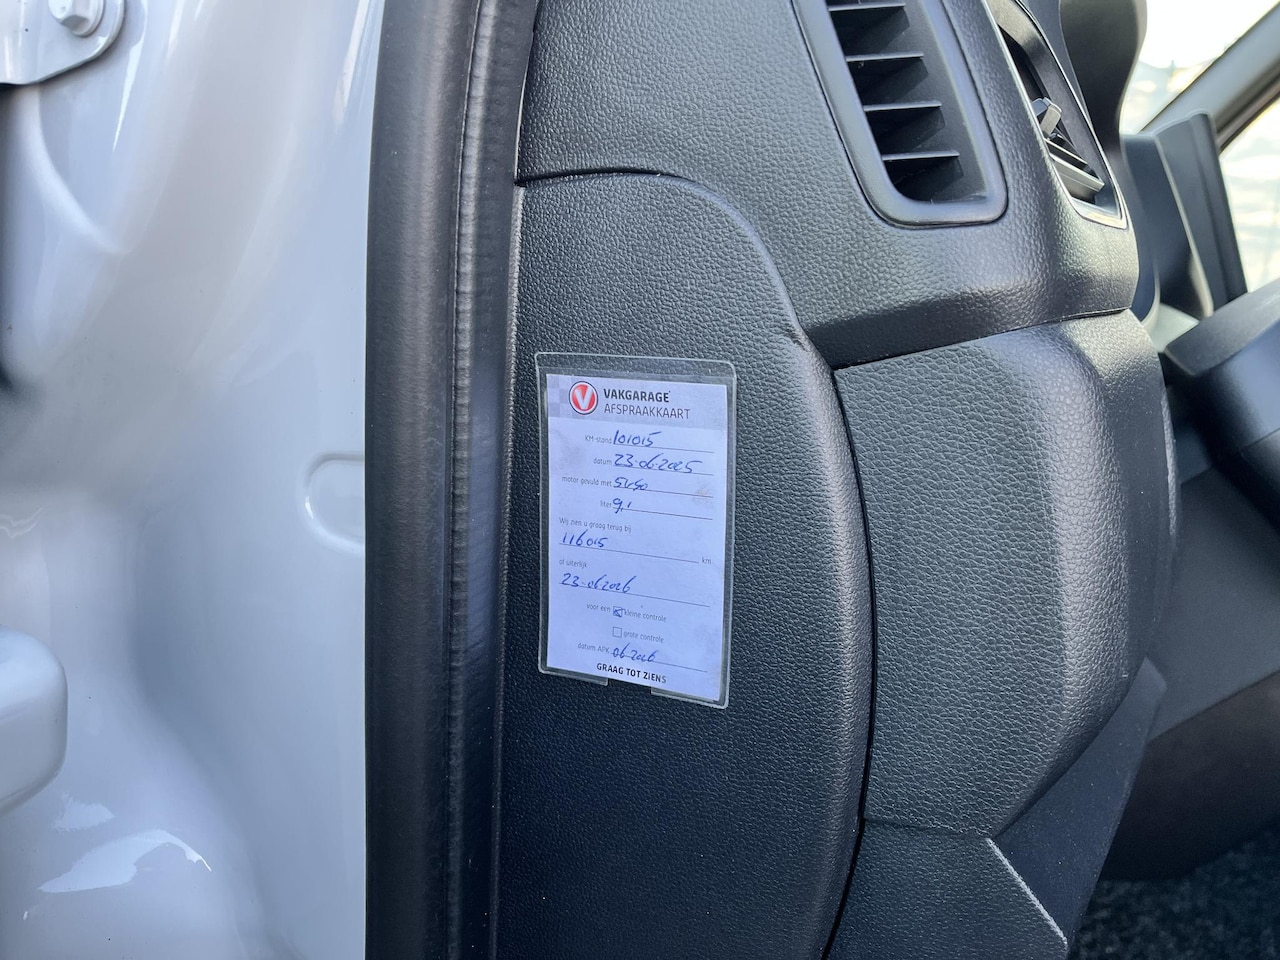 V VAKGARAGE
AFSPRAAKKAART
KM-stand 101015
datum 23-06-2025
motor gevuld met 5W30
liter 9,1
Wij zien u graag terug bij
116015 km
of uiterlijk
23-06 2026
voor een kleine controle
grote controle
datum APK 06 2026
GRAAG TOT ZIENS